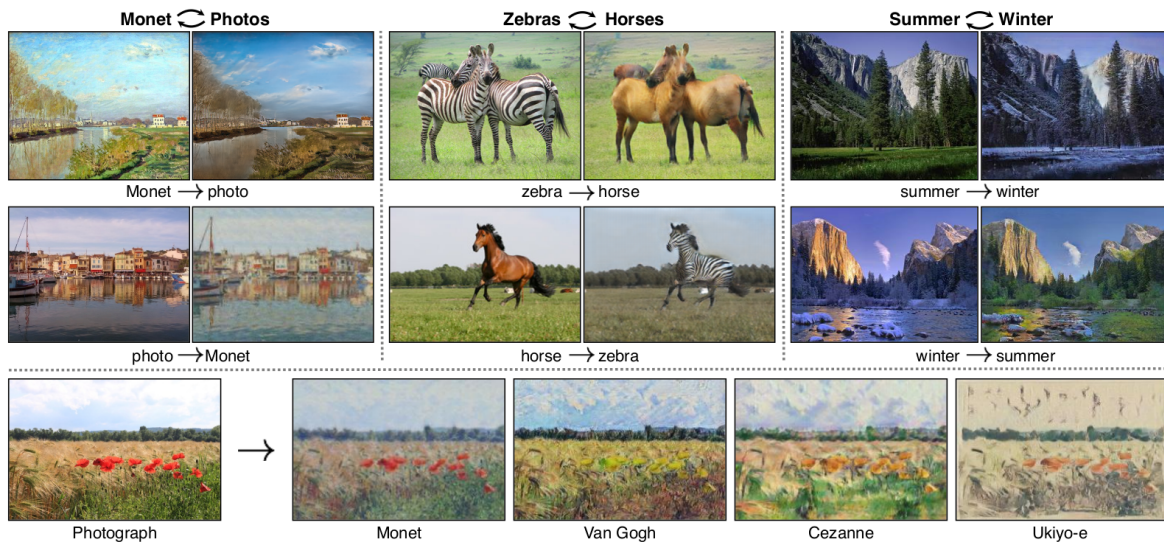 Monet ⇄ Photos
Zebras ⇄ Horses
Summer ⇄ Winter
Monet → photo
zebra → horse
summer → winter
photo → Monet
horse → zebra
winter → summer
Photograph
Monet
Van Gogh
Cezanne
Ukiyo-e